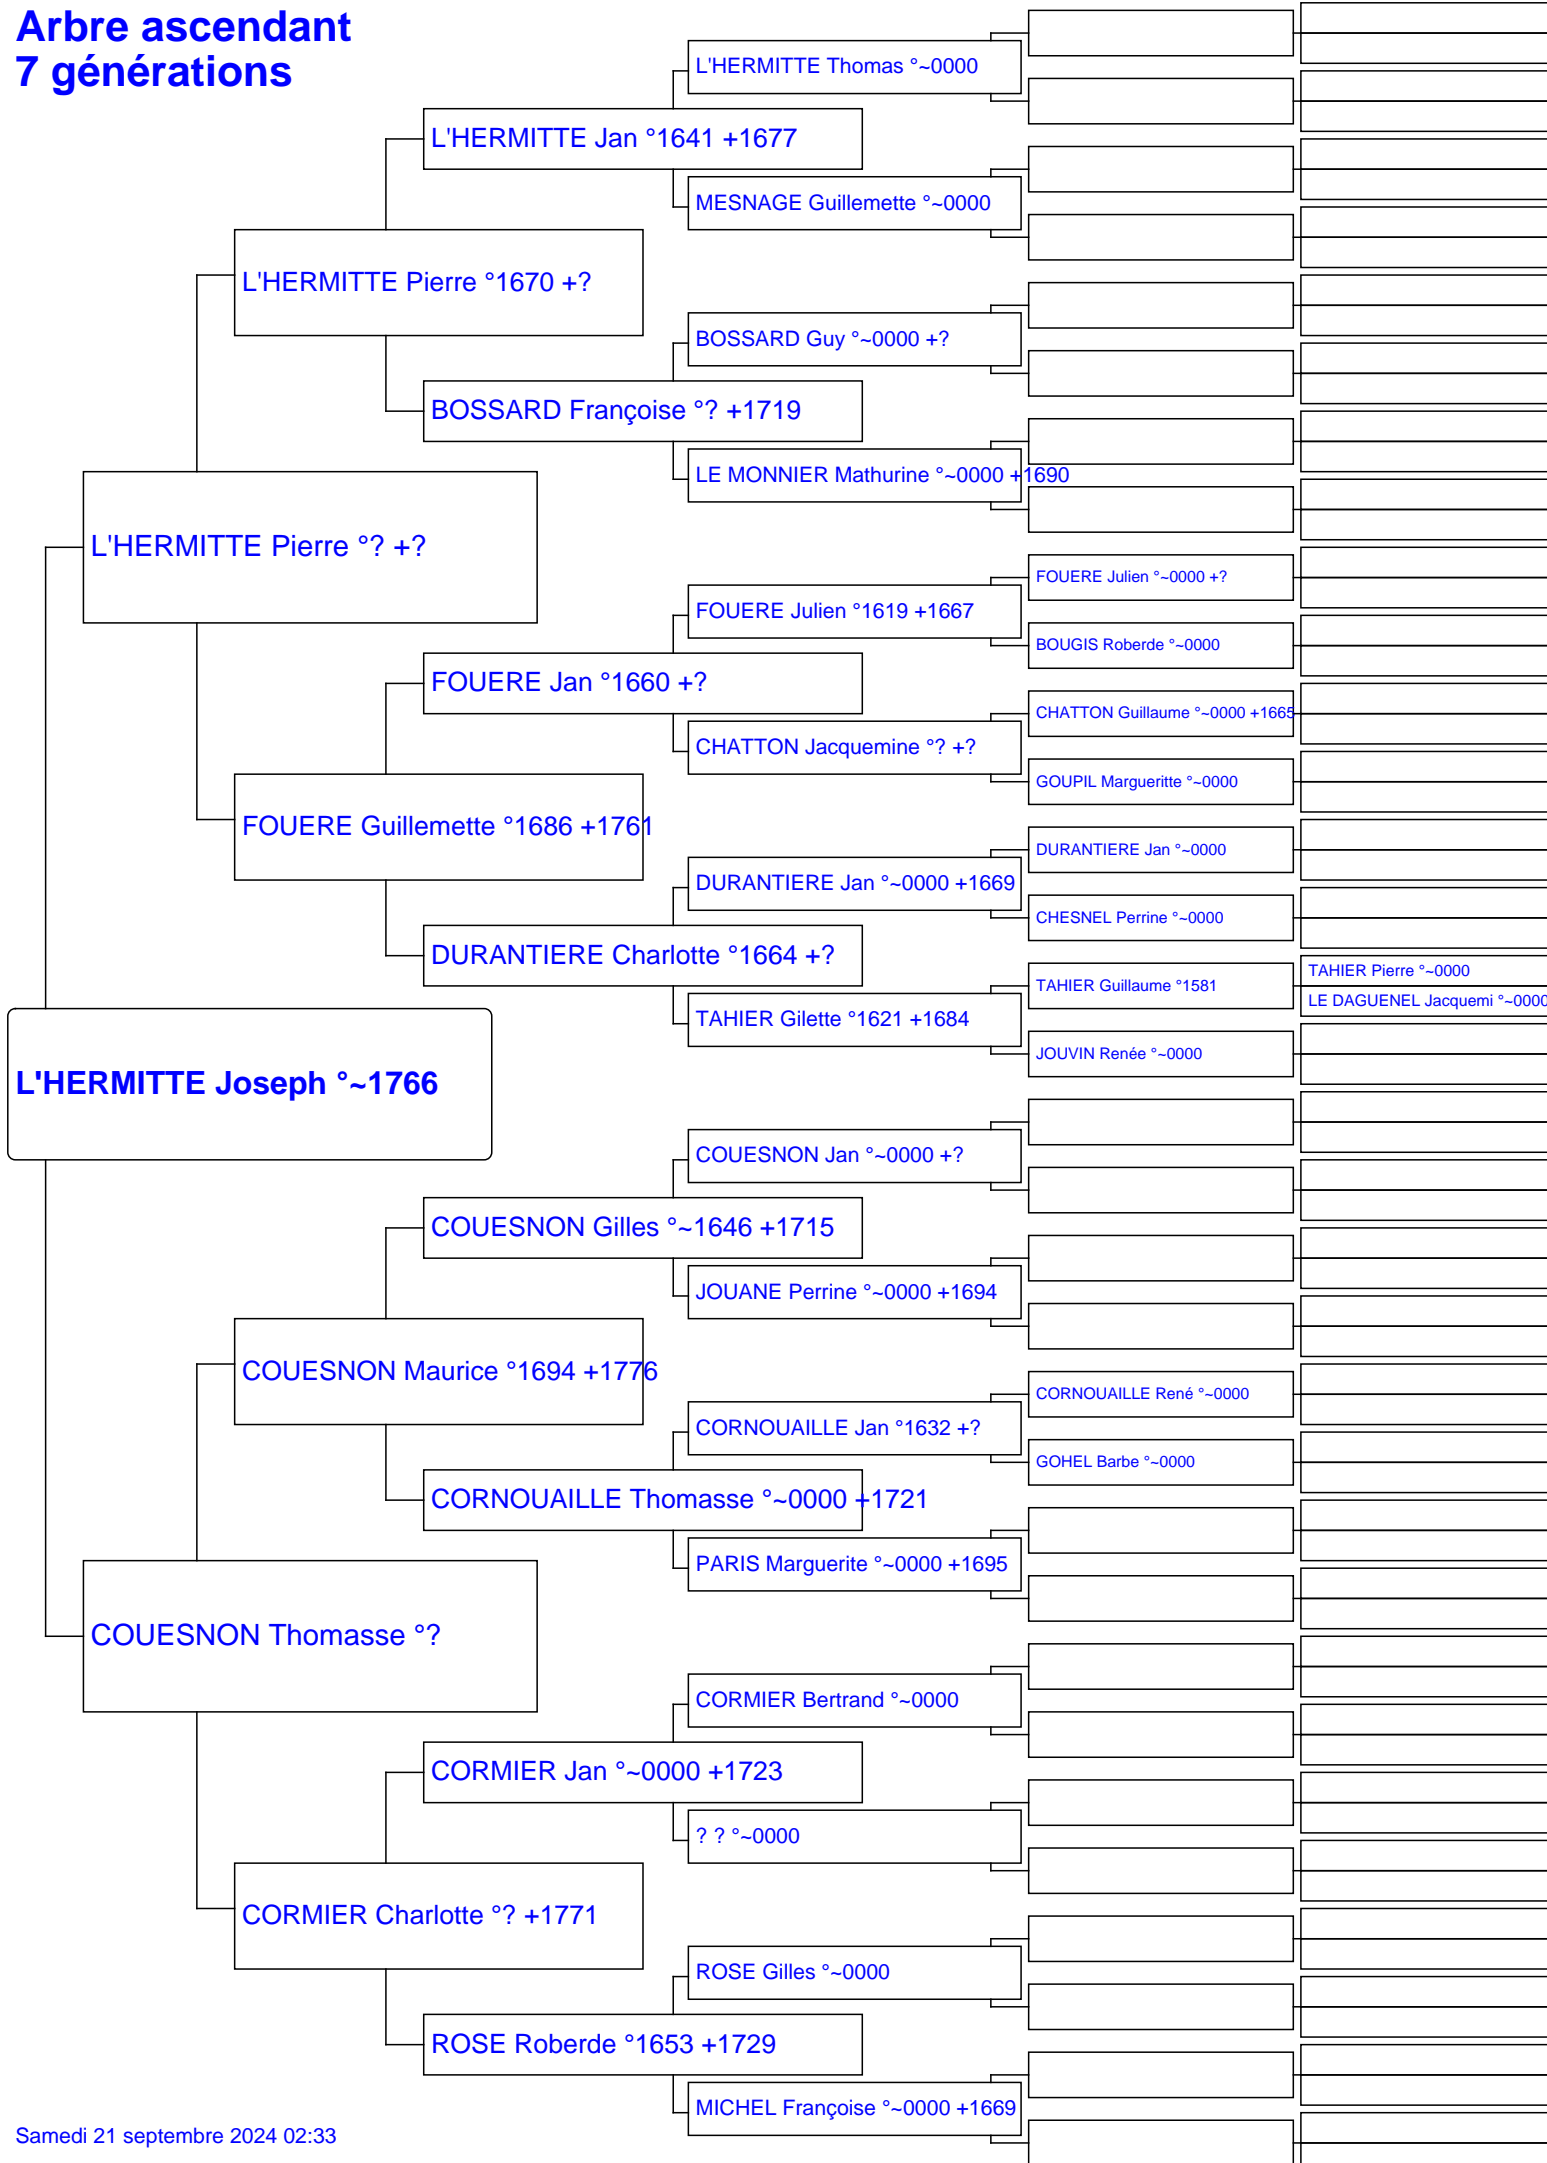 Arbre ascendant
7 générations
L'HERMITTE Thomas °~0000
L'HERMITTE Jan °1641 +1677
MESNAGE Guillemette °~0000
L'HERMITTE Pierre °1670 +?
BOSSARD Guy °~0000 +?
BOSSARD Françoise °? +1719
LE MONNIER Mathurine °~0000 +1690
L'HERMITTE Pierre °? +?
FOUERE Julien °~0000 +?
FOUERE Julien °1619 +1667
BOUGIS Roberde °~0000
FOUERE Jan °1660 +?
CHATTON Guillaume °~0000 +1665
CHATTON Jacquemine °? +?
GOUPIL Margueritte °~0000
FOUERE Guillemette °1686 +1761
DURANTIERE Jan °~0000
DURANTIERE Jan °~0000 +1669
CHESNEL Perrine °~0000
DURANTIERE Charlotte °1664 +?
TAHIER Pierre °~0000
TAHIER Guillaume °1581
LE DAGUENEL Jacquemi °~0000
TAHIER Gilette °1621 +1684
JOUVIN Renée °~0000
L'HERMITTE Joseph °~1766
COUESNON Jan °~0000 +?
COUESNON Gilles °~1646 +1715
JOUANE Perrine °~0000 +1694
COUESNON Maurice °1694 +1776
CORNOUAILLE René °~0000
CORNOUAILLE Jan °1632 +?
GOHEL Barbe °~0000
CORNOUAILLE Thomasse °~0000 +1721
PARIS Marguerite °~0000 +1695
COUESNON Thomasse °?
CORMIER Bertrand °~0000
CORMIER Jan °~0000 +1723
? ? °~0000
CORMIER Charlotte °? +1771
ROSE Gilles °~0000
ROSE Roberde °1653 +1729
MICHEL Françoise °~0000 +1669
Samedi 21 septembre 2024 02:33